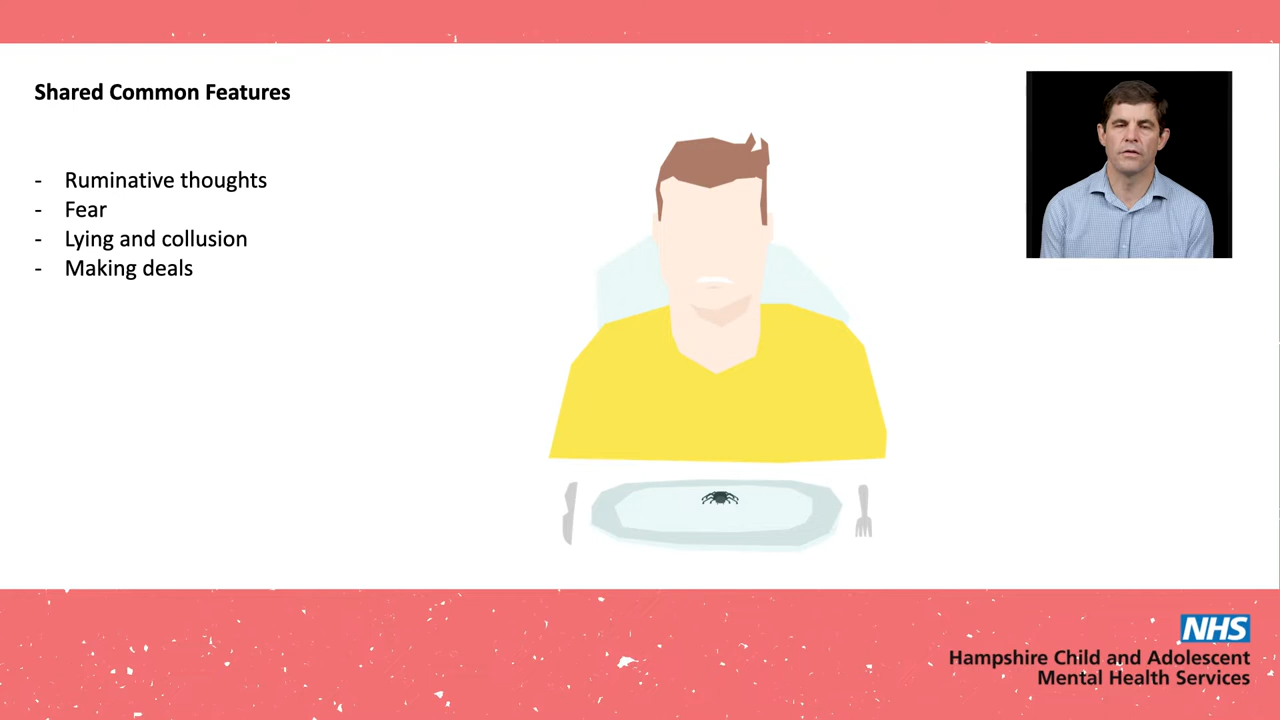 Shared Common Features
- Ruminative thoughts
- Fear
- Lying and collusion
- Making deals
NHS
Hampshire Child and Adolescent
Mental Health Services